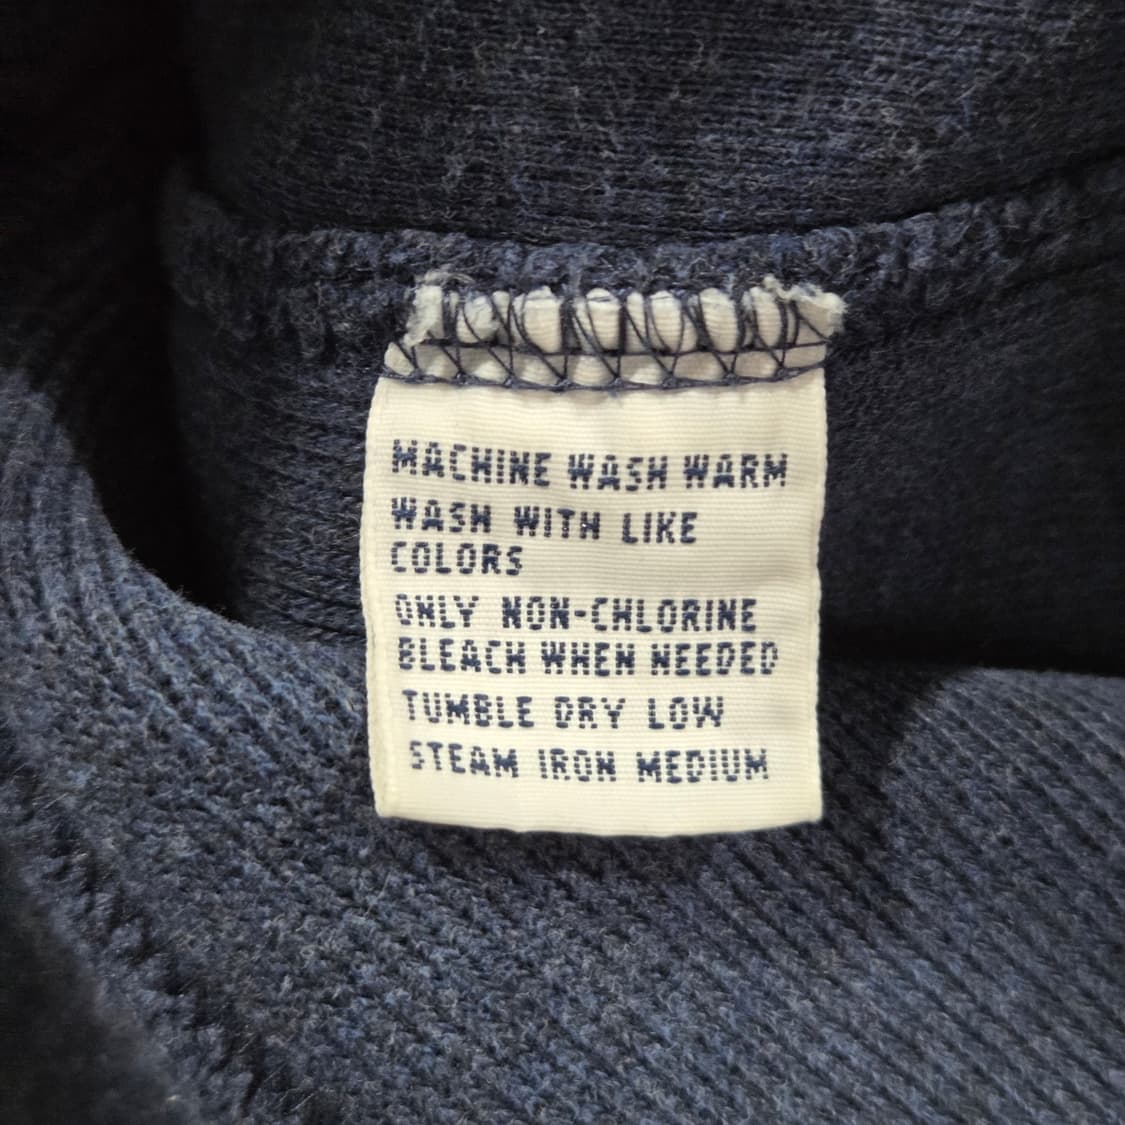 MACHINE WASH WARM
WASH WITH LIKE
COLORS
ONLY NON-CHLORINE
BLEACH WHEN NEEDED
TUMBLE DRY LOW
STEAM IRON MEDIUM